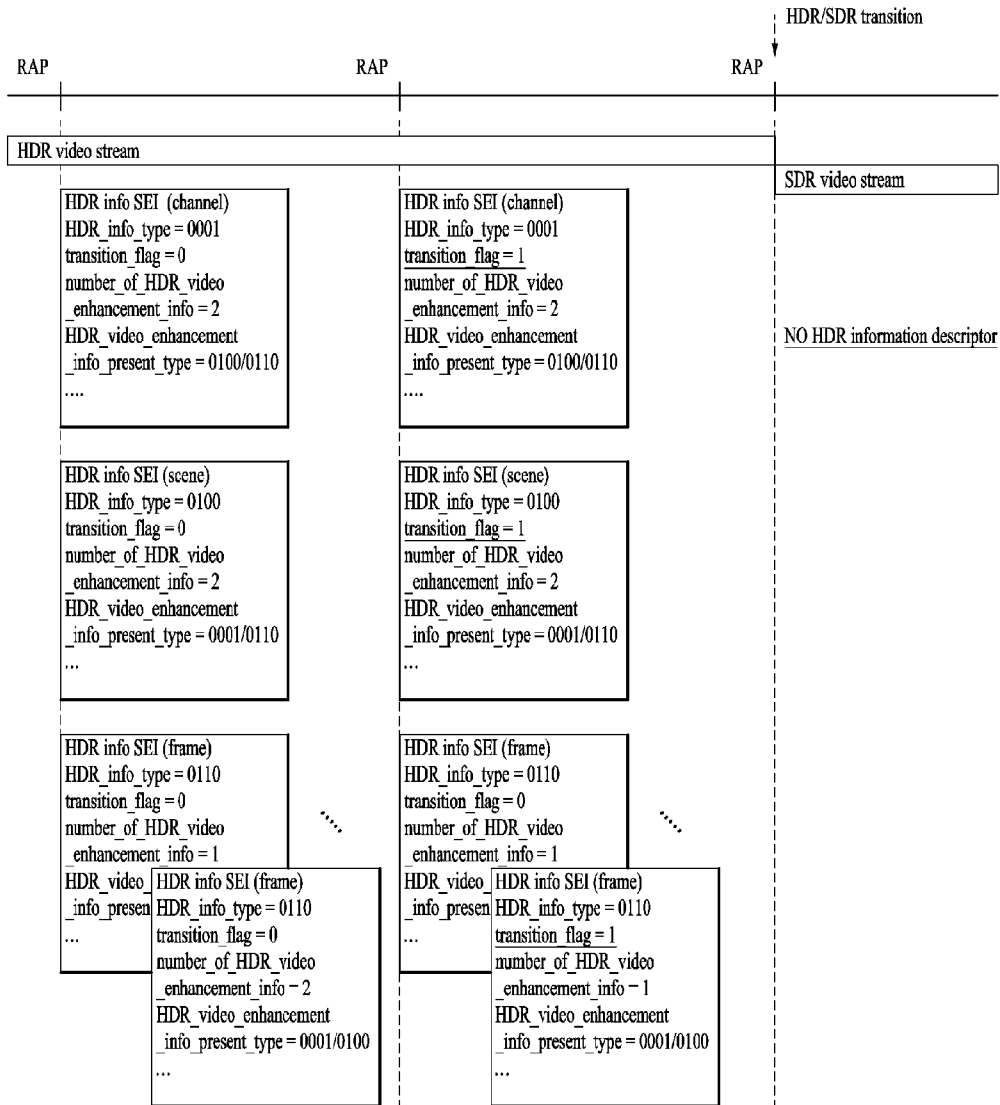 HDR/SDR transition
RAP
RAP
RAP
HDR video stream
SDR video stream
HDR info SEI (channel)
HDR_info_type = 0001
transition_flag = 0
number_of_HDR_video
_enhancement_info = 2
HDR_video_enhancement
_info_present_type = 0100/0110
....
HDR info SEI (channel)
HDR_info_type = 0001
transition_flag = 1
number_of_HDR_video
_enhancement_info = 2
HDR_video_enhancement
_info_present_type = 0100/0110
....
NO HDR information descriptor
HDR info SEI (scene)
HDR_info_type = 0100
transition_flag = 0
number_of_HDR_video
_enhancement_info = 2
HDR_video_enhancement
_info_present_type = 0001/0110
...
HDR info SEI (scene)
HDR_info_type = 0100
transition_flag = 1
number_of_HDR_video
_enhancement_info = 2
HDR_video_enhancement
_info_present_type = 0001/0110
...
HDR info SEI (frame)
HDR_info_type = 0110
transition_flag = 0
number_of_HDR_video
_enhancement_info = 1
HDR_video_
_info_presen
...
HDR info SEI (frame)
HDR_info_type = 0110
transition_flag = 0
number_of_HDR_video
_enhancement_info = 2
HDR_video_enhancement
_info_present_type = 0001/0100
...
HDR info SEI (frame)
HDR_info_type = 0110
transition_flag = 0
number_of_HDR_video
_enhancement_info = 1
HDR_video_
_info_presen
...
HDR info SEI (frame)
HDR_info_type = 0110
transition_flag = 1
number_of_HDR_video
_enhancement_info = 1
HDR_video_enhancement
_info_present_type = 0001/0100
...